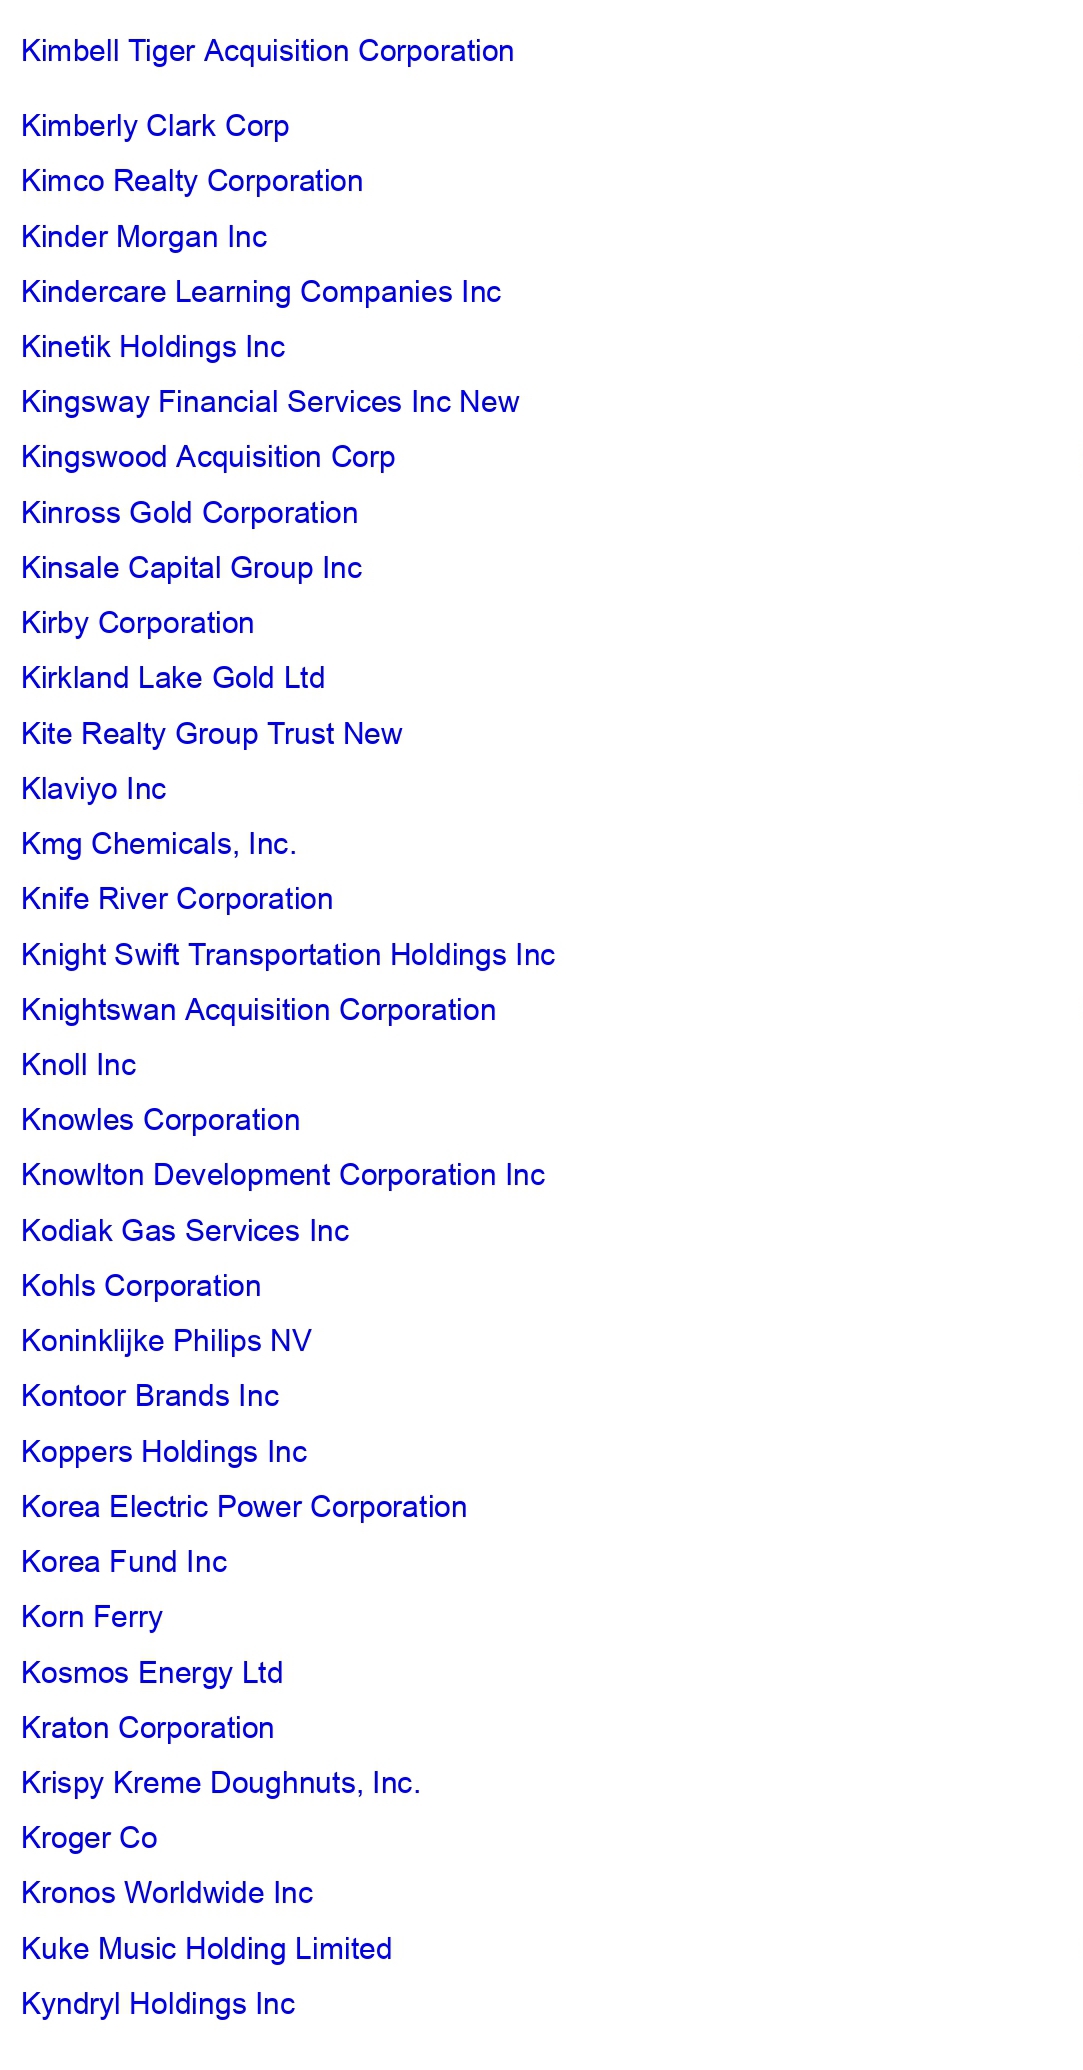 Kimbell Tiger Acquisition Corporation
Kimberly Clark Corp
Kimco Realty Corporation
Kinder Morgan Inc
Kindercare Learning Companies Inc
Kinetik Holdings Inc
Kingsway Financial Services Inc New
Kingswood Acquisition Corp
Kinross Gold Corporation
Kinsale Capital Group Inc
Kirby Corporation
Kirkland Lake Gold Ltd
Kite Realty Group Trust New
Klaviyo Inc
Kmg Chemicals, Inc.
Knife River Corporation
Knight Swift Transportation Holdings Inc
Knightswan Acquisition Corporation
Knoll Inc
Knowles Corporation
Knowlton Development Corporation Inc
Kodiak Gas Services Inc
Kohls Corporation
Koninklijke Philips NV
Kontoor Brands Inc
Koppers Holdings Inc
Korea Electric Power Corporation
Korea Fund Inc
Korn Ferry
Kosmos Energy Ltd
Kraton Corporation
Krispy Kreme Doughnuts, Inc.
Kroger Co
Kronos Worldwide Inc
Kuke Music Holding Limited
Kyndryl Holdings Inc